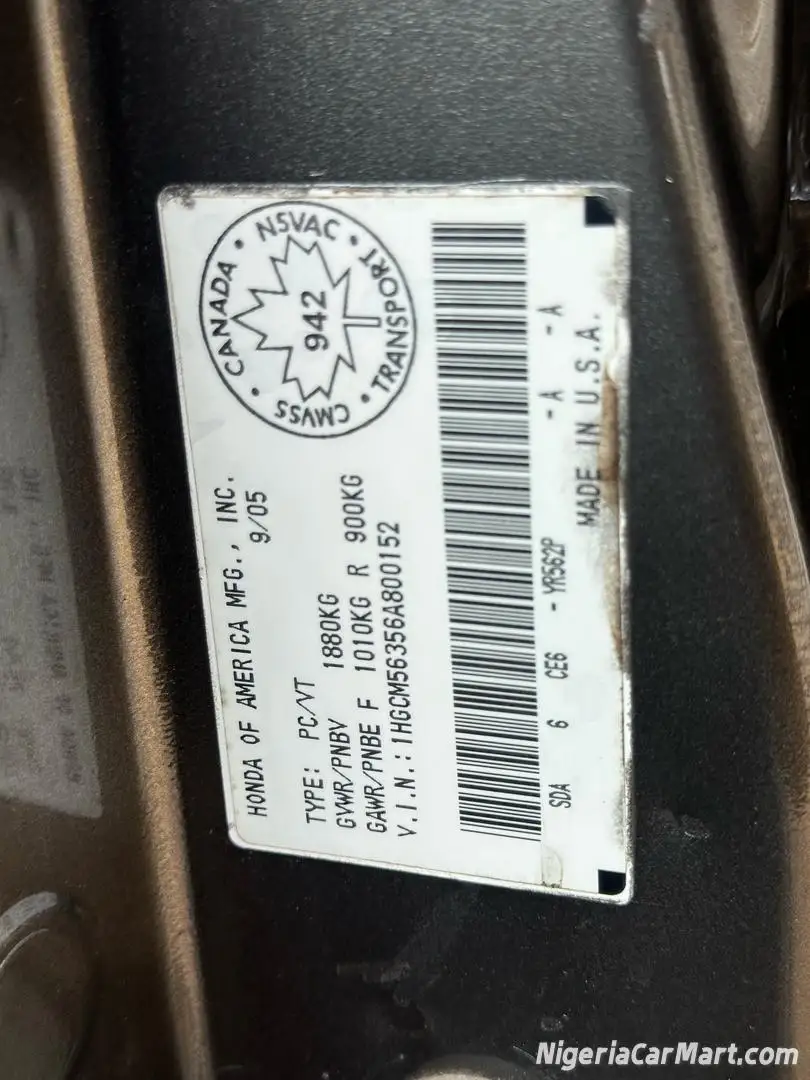 HONDA OF AMERICA MFG., INC.
9/05
TYPE: PC/VT
GVWR/PNBV 1880KG
GAWR/PNBE F 1010KG R 900KG
V.I.N.: 1HGCM56356A800152
SDA 6 CE6 - YR562P -A -A
MADE IN U.S.A.
CANADA • NSVAC • TRANSPORT • CMVSS •
942
NigeriaCarMart.com